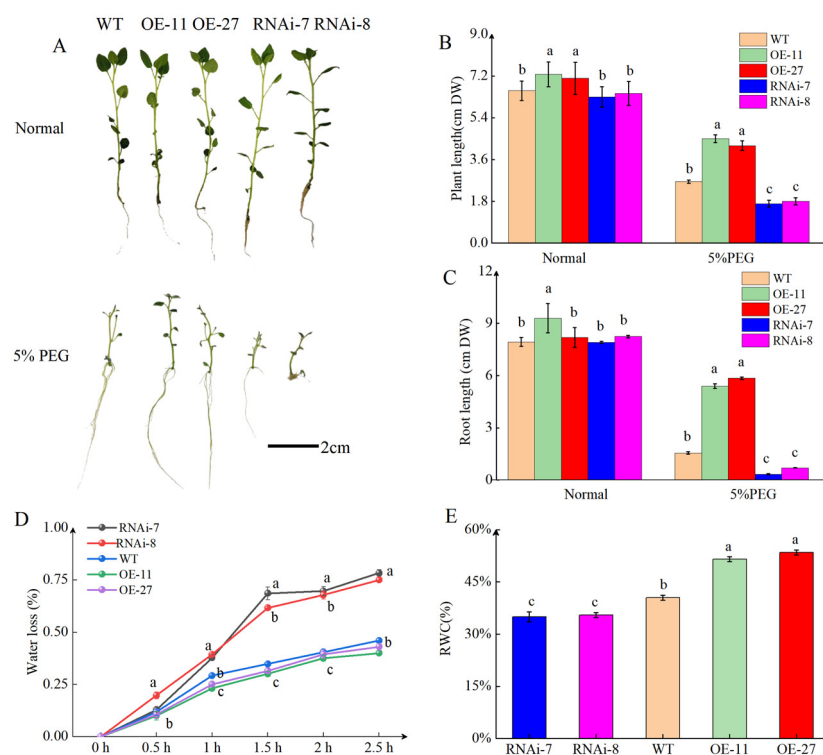 A
WT OE-11 OE-27 RNAi-7 RNAi-8
Normal
5% PEG
2cm
B
Plant length(cm DW)
9.0
7.2
5.4
3.6
1.8
0.0
WT
OE-11
OE-27
RNAi-7
RNAi-8
b a a b b
b a a c c
Normal 5%PEG
C
Root length (cm DW)
12
9
6
3
0
WT
OE-11
OE-27
RNAi-7
RNAi-8
b a b b b
b a a c c
Normal 5%PEG
D
Water loss (%)
1.00
0.75
0.50
0.25
0.00
RNAi-7
RNAi-8
WT
OE-11
OE-27
a a a a a
b b b b b
c c c
0 h 0.5 h 1 h 1.5 h 2 h 2.5 h
E
RWC(%)
60%
45%
30%
15%
0%
c c b a a
RNAi-7 RNAi-8 WT OE-11 OE-27